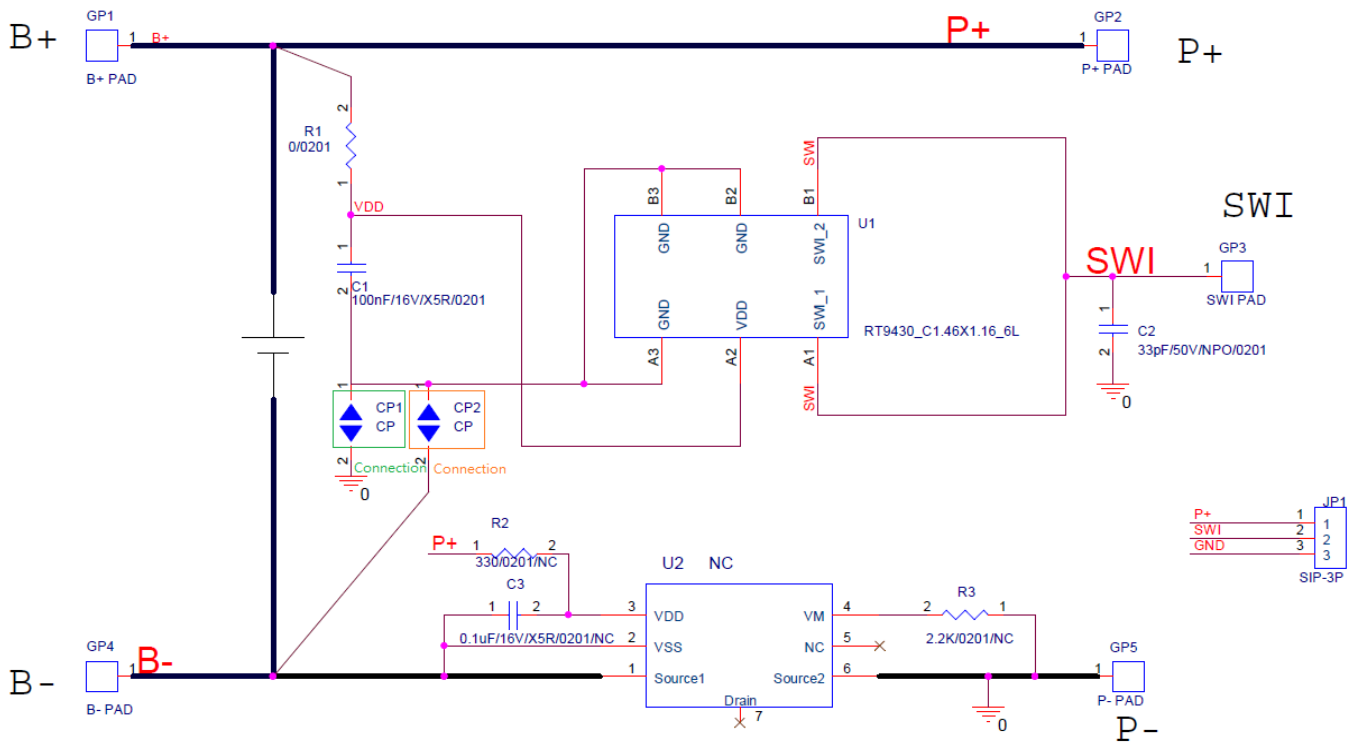 B+
GP1
1
B+
B+ PAD
P+
GP2
1
P+ PAD
P+
2
R1
0/0201
1
VDD
1
C1
2
100nF/16V/X5R/0201
B3
B2
B1
SWI
GND
GND
SWI_2
U1
GND
VDD
SWI_1
RT9430_C1.46X1.16_6L
A3
A2
A1
SWI
SWI
SWI
GP3
1
SWI PAD
1
C2
33pF/50V/NPO/0201
2
0
1
CP1
CP
2
Connection
0
1
CP2
CP
2
Connection
P+
R2
1
2
330/0201/NC
C3
1
2
0.1uF/16V/X5R/0201/NC
U2
NC
3
VDD
2
VSS
1
Source1
VM
4
NC
5
Source2
6
Drain
7
R3
2
1
2.2K/0201/NC
0
JP1
P+
1
1
SWI
2
2
GND
3
3
SIP-3P
B-
GP4
1
B-
B- PAD
GP5
1
P- PAD
P-